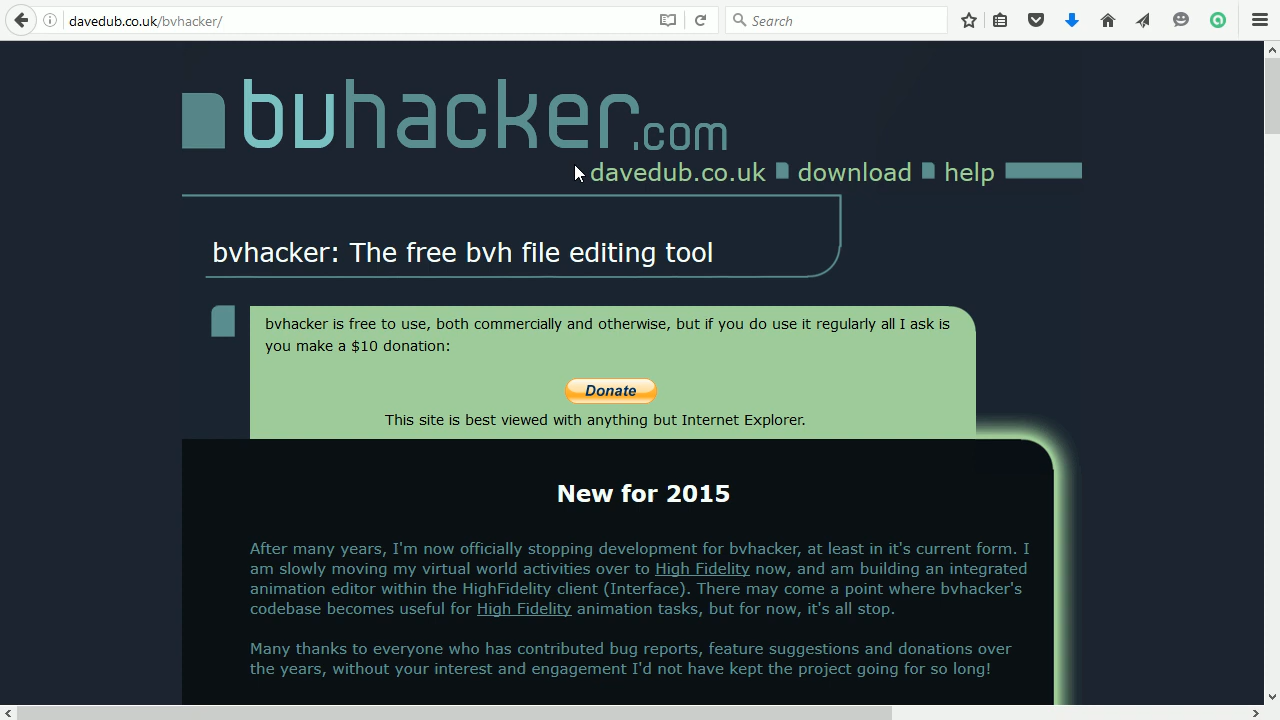 davedub.co.uk/bvhacker/
Search
bvhacker.com
davedub.co.uk download help
bvhacker: The free bvh file editing tool
bvhacker is free to use, both commercially and otherwise, but if you do use it regularly all I ask is
you make a $10 donation:
Donate
This site is best viewed with anything but Internet Explorer.
New for 2015
After many years, I'm now officially stopping development for bvhacker, at least in it's current form. I
am slowly moving my virtual world activities over to High Fidelity now, and am building an integrated
animation editor within the HighFidelity client (Interface). There may come a point where bvhacker's
codebase becomes useful for High Fidelity animation tasks, but for now, it's all stop.
Many thanks to everyone who has contributed bug reports, feature suggestions and donations over
the years, without your interest and engagement I'd not have kept the project going for so long!